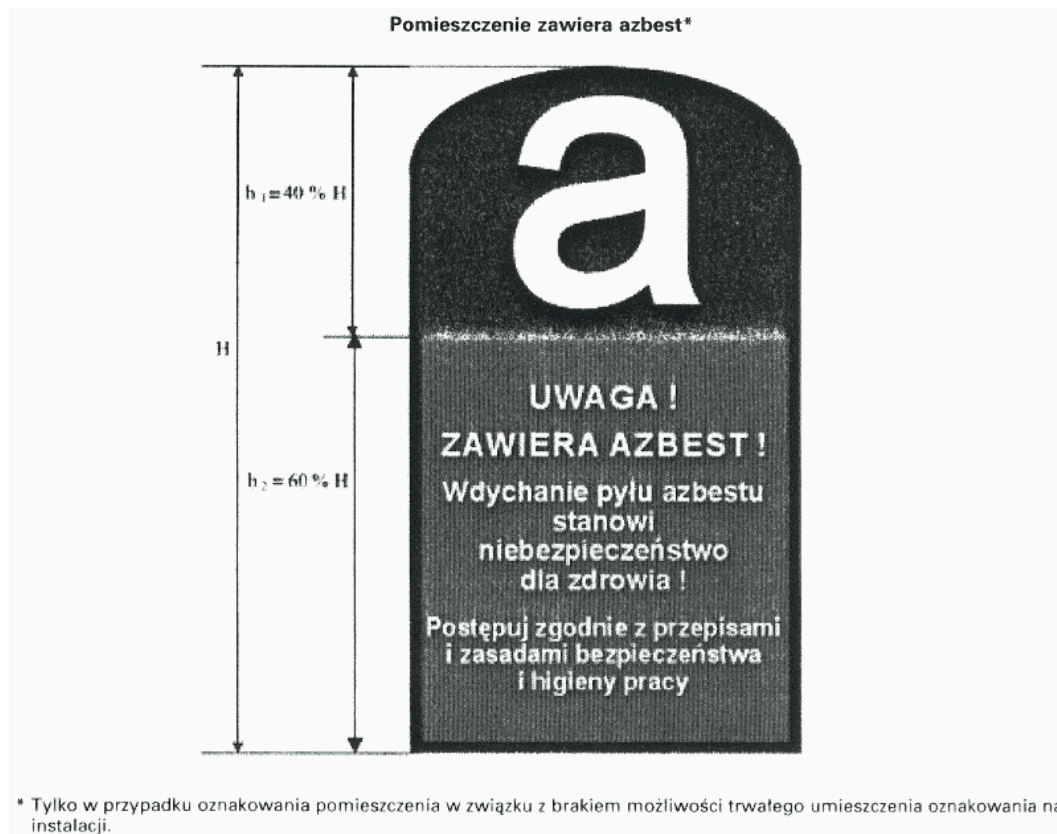 Pomieszczenie zawiera azbest*
a
h₁=40 % H
H
UWAGA !
ZAWIERA AZBEST !
h₂=60 % H
Wdychanie pyłu azbestu
stanowi
niebezpieczeństwo
dla zdrowia !
Postępuj zgodnie z przepisami
i zasadami bezpieczeństwa
i higieny pracy
* Tylko w przypadku oznakowania pomieszczenia w związku z brakiem możliwości trwałego umieszczenia oznakowania na
instalacji.